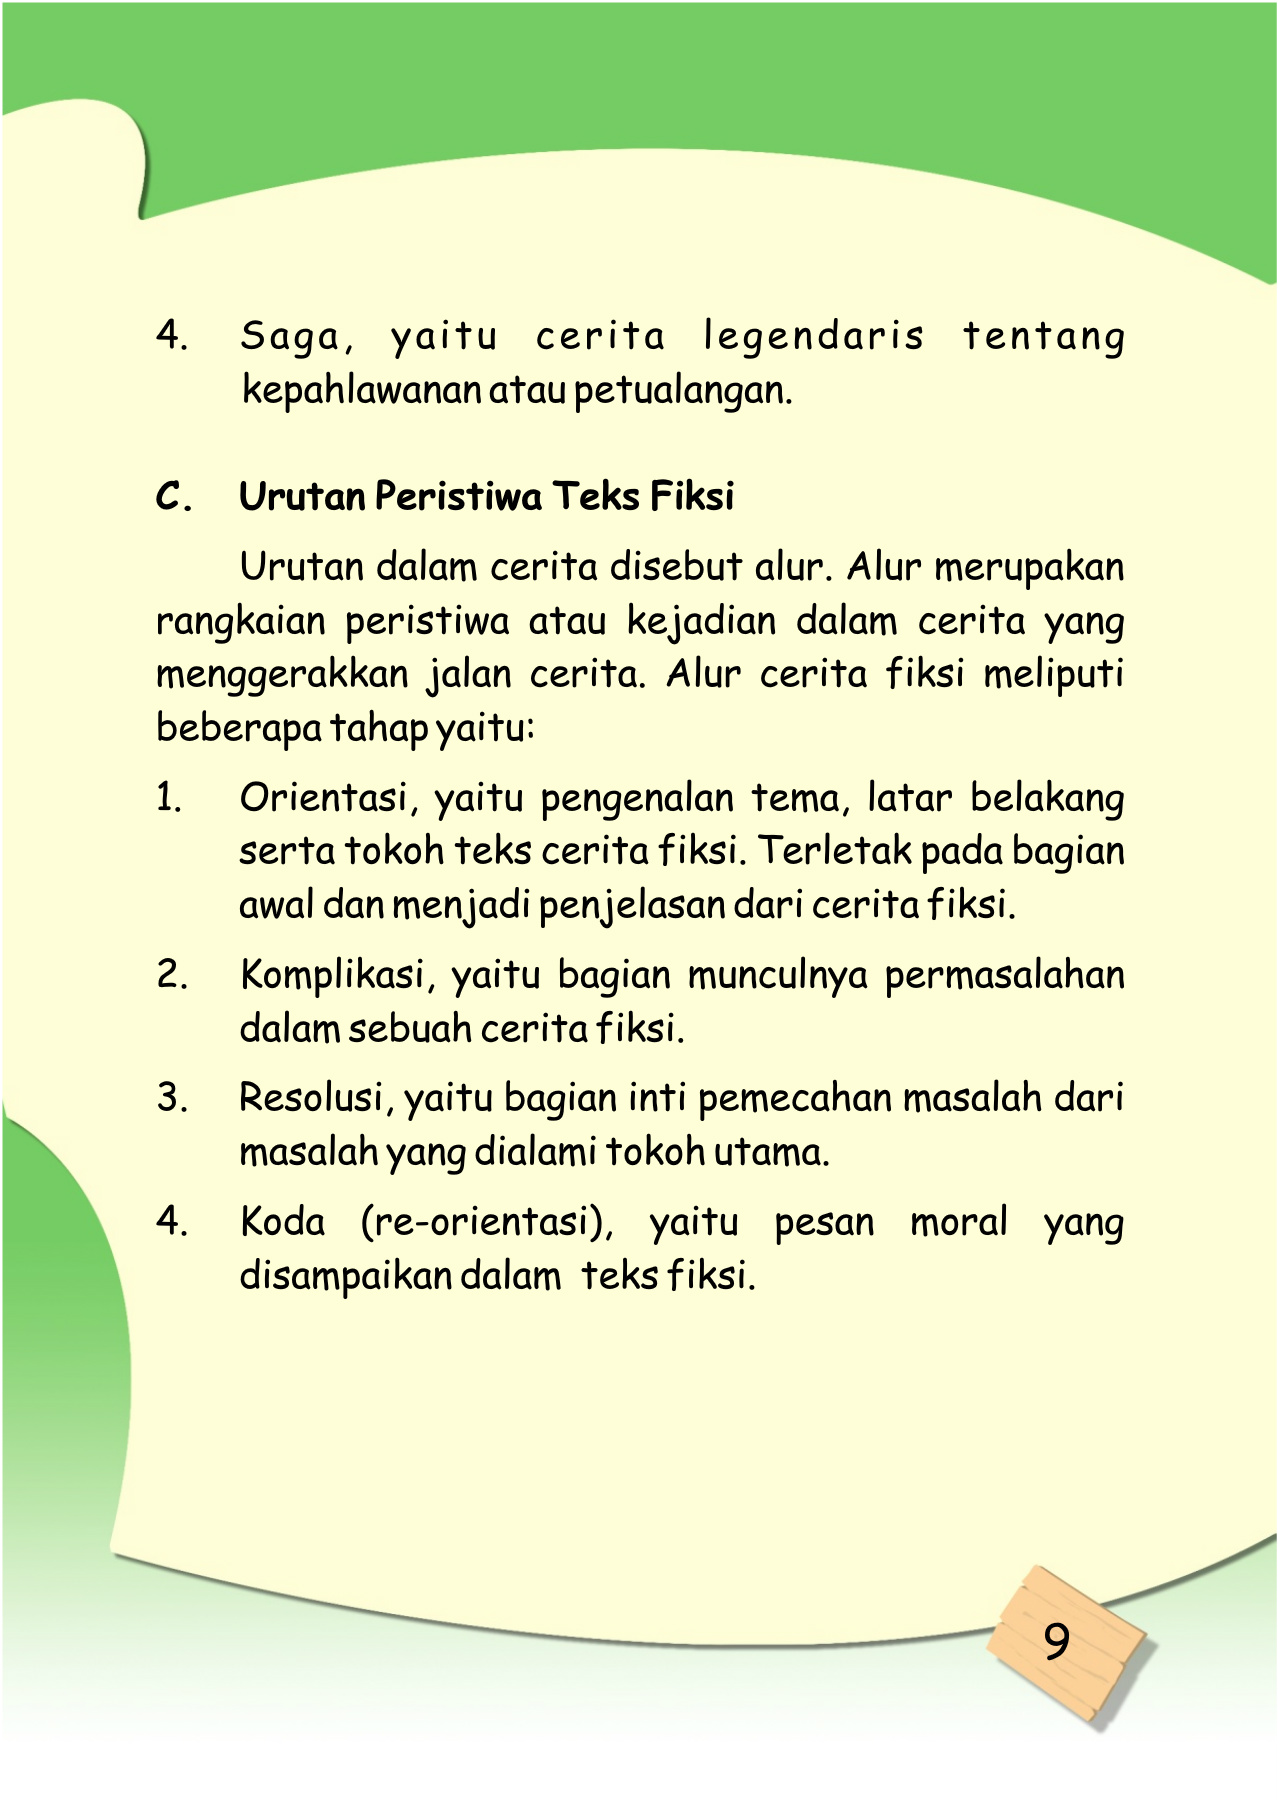 4. Saga, yaitu cerita legendaris tentang
kepahlawanan atau petualangan.
C. Urutan Peristiwa Teks Fiksi
Urutan dalam cerita disebut alur. Alur merupakan
rangkaian peristiwa atau kejadian dalam cerita yang
menggerakkan jalan cerita. Alur cerita fiksi meliputi
beberapa tahap yaitu:
1. Orientasi, yaitu pengenalan tema, latar belakang
serta tokoh teks cerita fiksi. Terletak pada bagian
awal dan menjadi penjelasan dari cerita fiksi.
2. Komplikasi, yaitu bagian munculnya permasalahan
dalam sebuah cerita fiksi.
3. Resolusi, yaitu bagian inti pemecahan masalah dari
masalah yang dialami tokoh utama.
4. Koda (re-orientasi), yaitu pesan moral yang
disampaikan dalam teks fiksi.
9